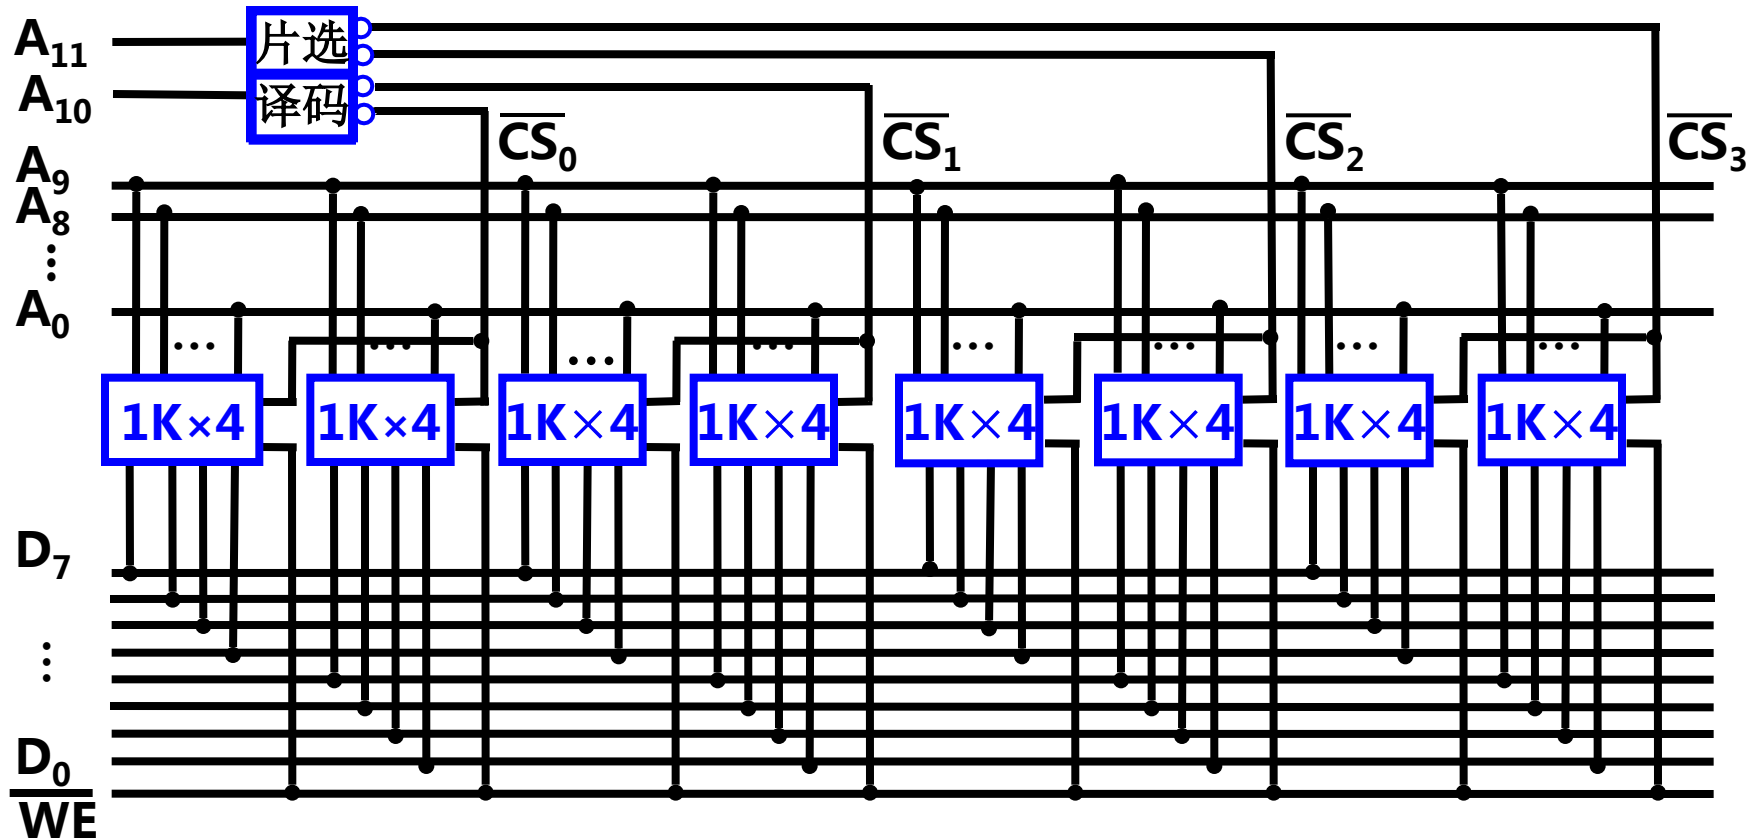 A11
片选
A10
译码
CS0 CS1 CS2 CS3
A9
A8
⋮
A0
… … … … … … … …
1K×4 1K×4 1K×4 1K×4 1K×4 1K×4 1K×4 1K×4
D7
⋮
D0
WE